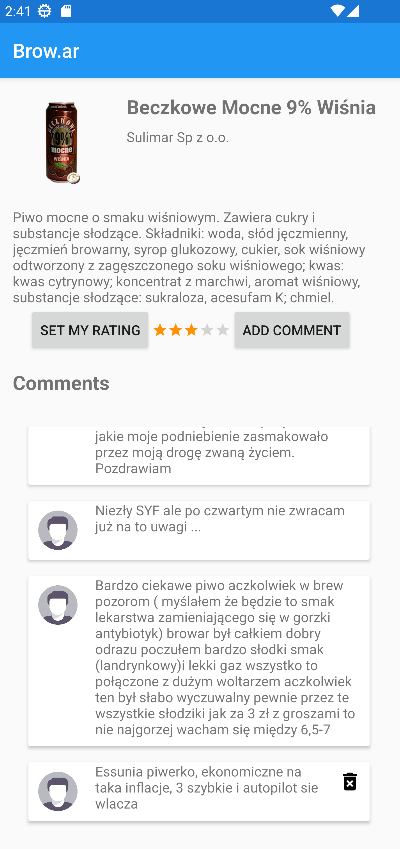 2:41
Brow.ar
Beczkowe Mocne 9% Wiśnia
Sulimar Sp z o.o.
mocne
Piwo mocne o smaku wiśniowym. Zawiera cukry i
substancje słodzące. Składniki: woda, słód jęczmienny,
jęczmień browarny, syrop glukozowy, cukier, sok wiśniowy
odtworzony z zagęszczonego soku wiśniowego; kwas:
kwas cytrynowy; koncentrat z marchwi, aromat wiśniowy,
substancje słodzące: sukraloza, acesufam K; chmiel.
SET MY RATING
ADD COMMENT
Comments
jakie moje podniebienie zasmakowało
przez moją drogę zwaną życiem.
Pozdrawiam
Niezły SYF ale po czwartym nie zwracam
już na to uwagi ...
Bardzo ciekawe piwo aczkolwiek w brew
pozorom ( myślałem że będzie to smak
lekarstwa zamieniającego się w gorzki
antybiotyk) browar był całkiem dobry
odrazu poczułem bardzo słodki smak
(landrynkowy)i lekki gaz wszystko to
połączone z dużym woltarzem aczkolwiek
ten był słabo wyczuwalny pewnie przez te
wszystkie słodziki jak za 3 zł z groszami to
nie najgorzej wacham się między 6,5-7
Essunia piwerko, ekonomiczne na
taka inflacje, 3 szybkie i autopilot sie
wlacza